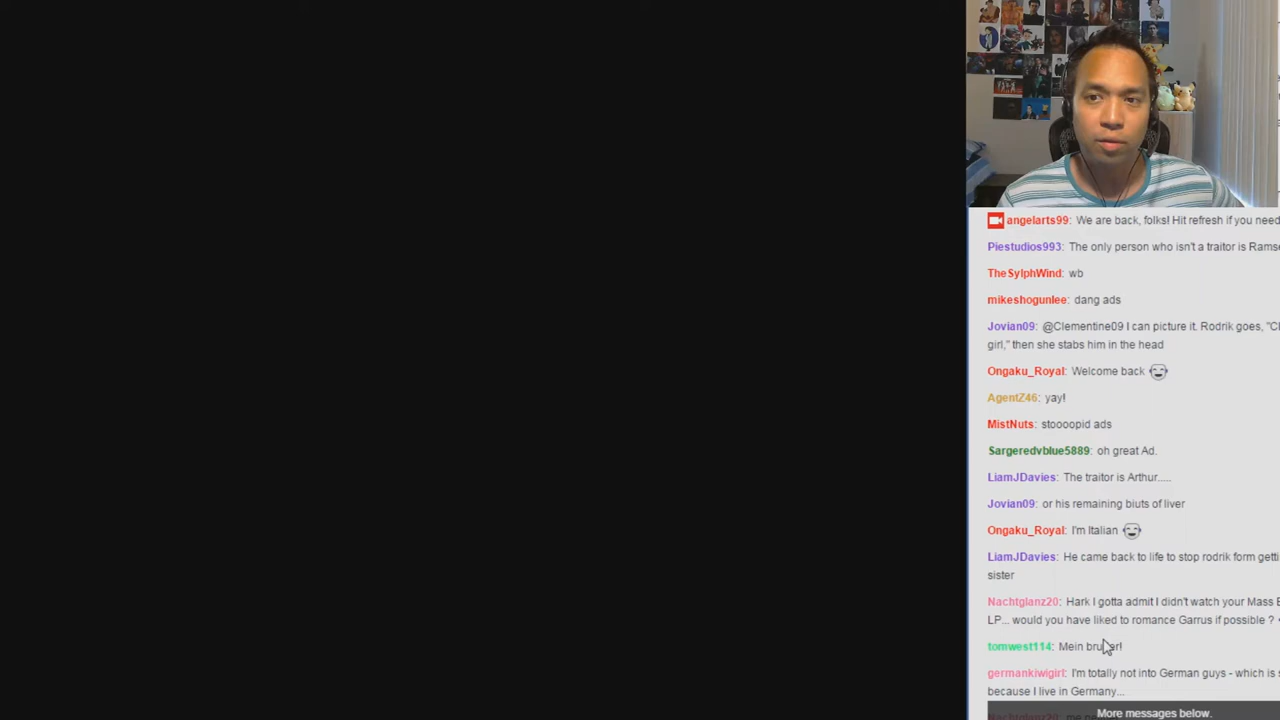 angelarts99: We are back, folks! Hit refresh if you need
Piestudios993: The only person who isn't a traitor is Rams
TheSylphWind: wb
mikeshogunlee: dang ads
Jovian09: @Clementine09 I can picture it. Rodrik goes, "C
girl," then she stabs him in the head
Ongaku_Royal: Welcome back
AgentZ46: yay!
MistNuts: stoooopid ads
Sargeredvblue5889: oh great Ad.
LiamJDavies: The traitor is Arthur.....
Jovian09: or his remaining biuts of liver
Ongaku_Royal: I'm Italian
LiamJDavies: He came back to life to stop rodrik form getti
sister
Nachtglanz20: Hark I gotta admit I didn't watch your Mass
LP... would you have liked to romance Garrus if possible ?
tomwest114: Mein
germankiwigirl: I'm totally not into German guys - which is
because I live in Germany...
More messages below.